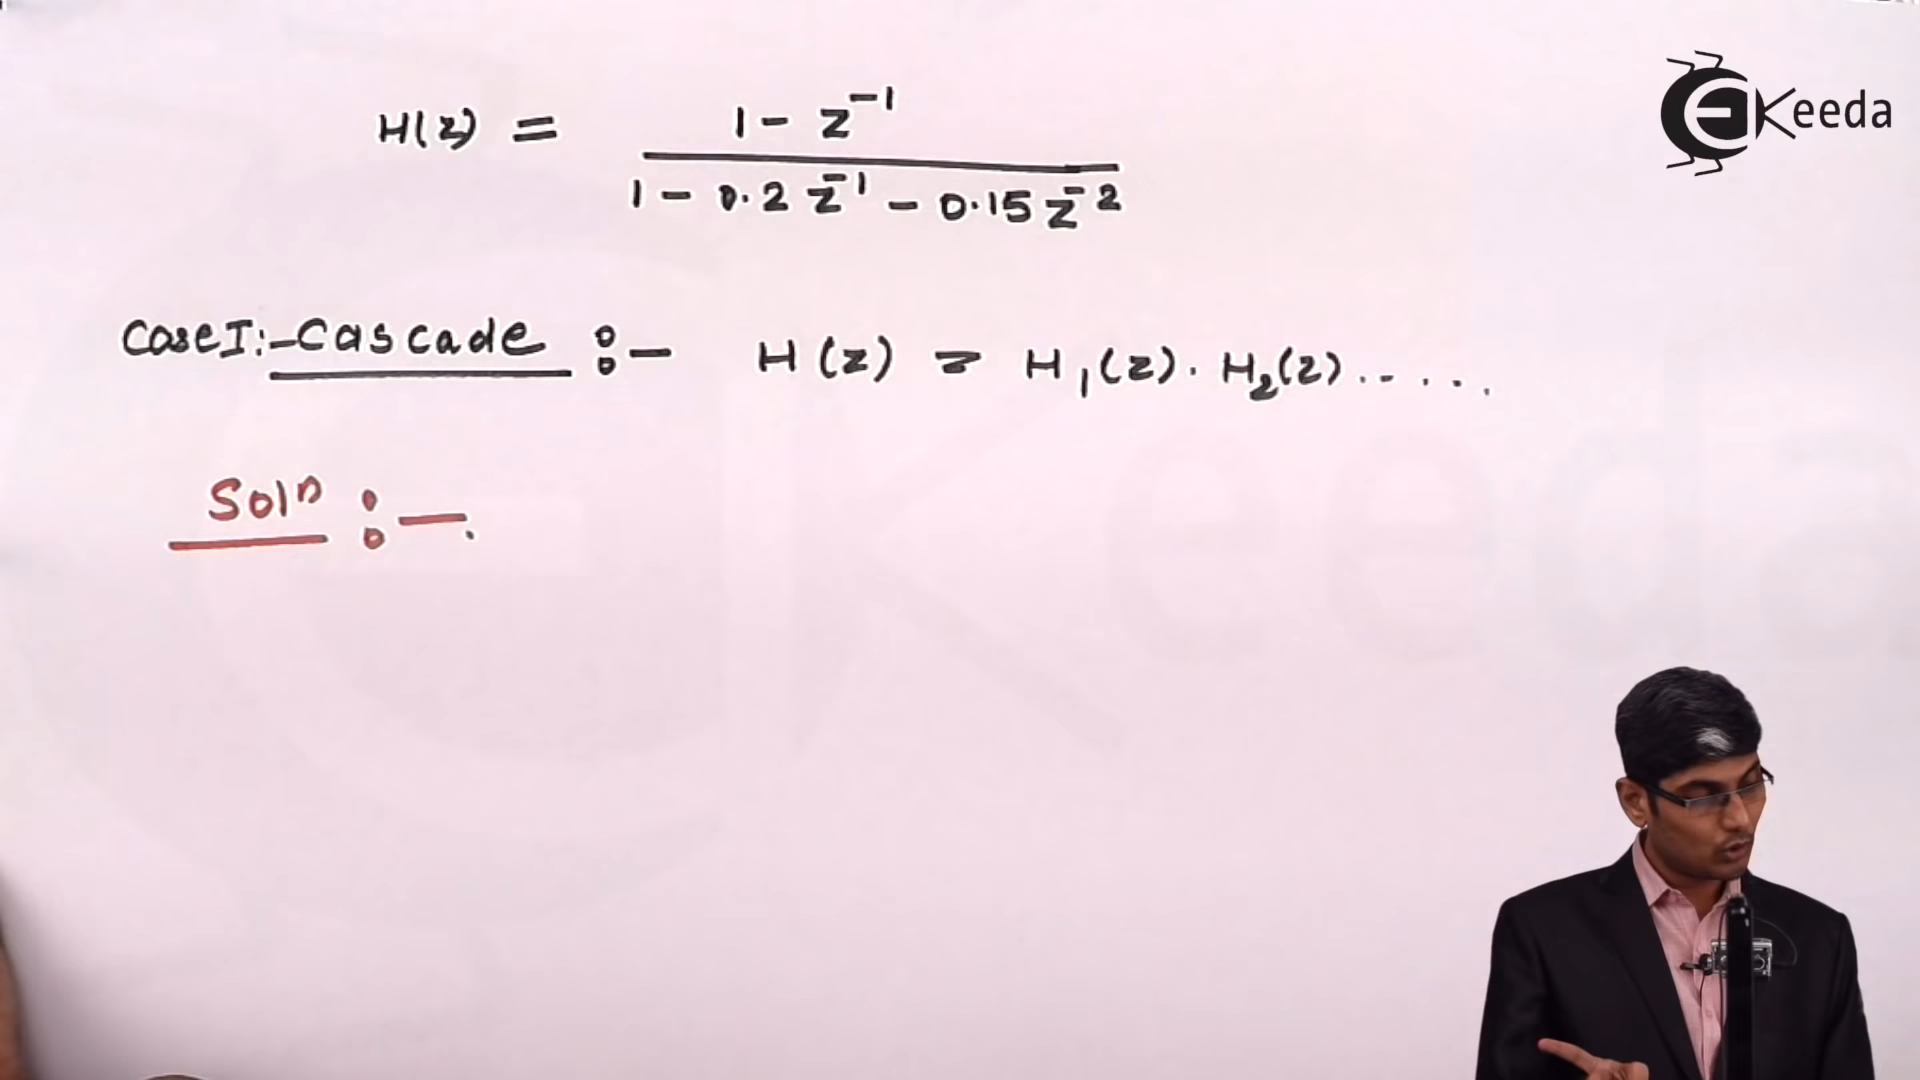 EKeeda
H(z) = 1 - z^-1
1 - 0.2 z^-1 - 0.15 z^-2
Case I:- Cascade :- H(z) = H₁(z). H₂(z).....
Solⁿ :-.